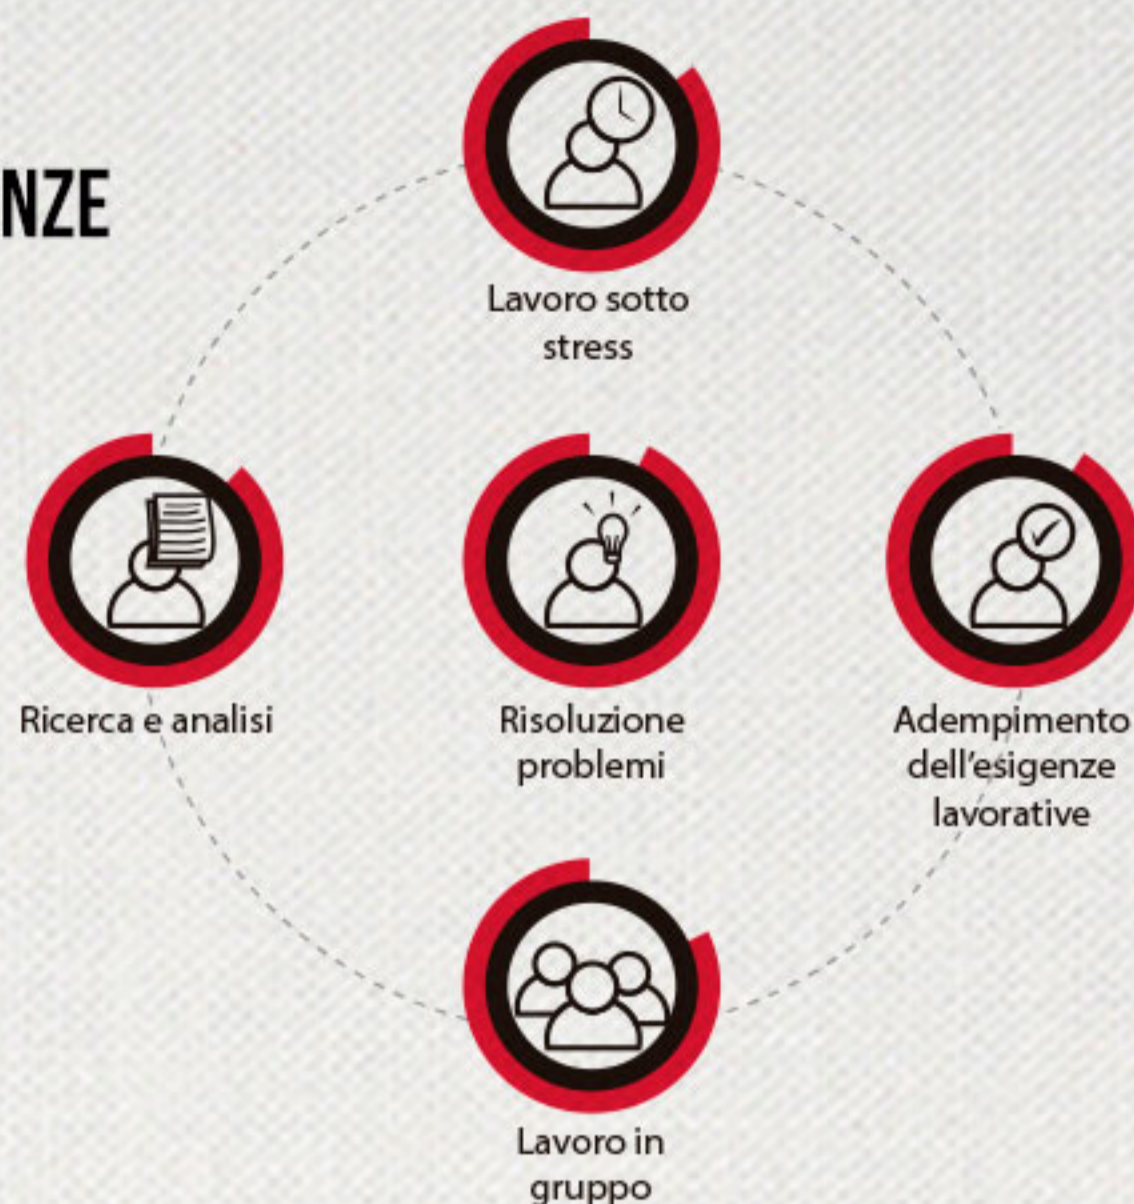 NZE
Lavoro sotto
stress
Ricerca e analisi
Risoluzione
problemi
Adempimento
dell'esigenze
lavorative
Lavoro in
gruppo